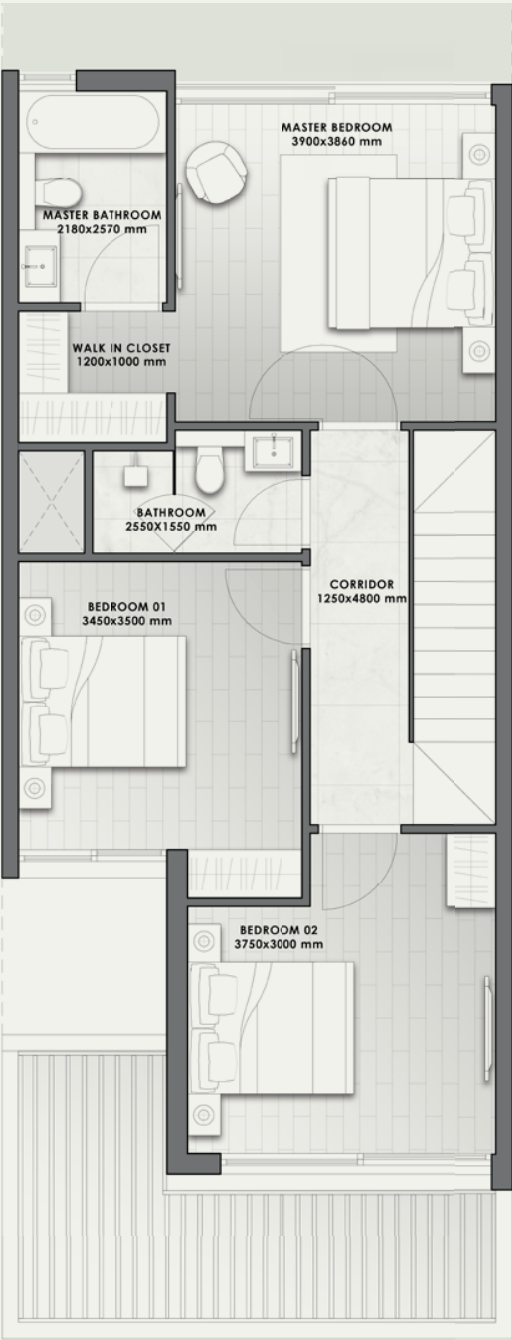 MASTER BEDROOM
3900x3860 mm
MASTER BATHROOM
2180x2570 mm
WALK IN CLOSET
1200x1000 mm
BATHROOM
2550X1550 mm
CORRIDOR
1250x4800 mm
BEDROOM 01
3450x3500 mm
BEDROOM 02
3750x3000 mm